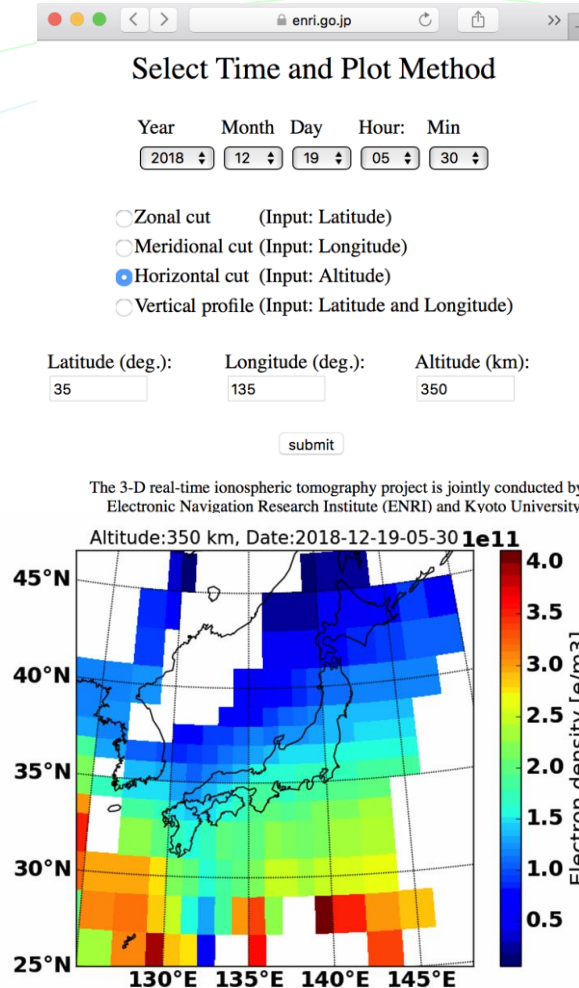 enri.go.jp
Select Time and Plot Method
Year Month Day Hour: Min
2018 12 19 05 30
Zonal cut (Input: Latitude)
Meridional cut (Input: Longitude)
Horizontal cut (Input: Altitude)
Vertical profile (Input: Latitude and Longitude)
Latitude (deg.): Longitude (deg.): Altitude (km):
35 135 350
submit
The 3-D real-time ionospheric tomography project is jointly conducted by
Electronic Navigation Research Institute (ENRI) and Kyoto University
Altitude:350 km, Date:2018-12-19-05-30 1e11
45°N
40°N
35°N
30°N
25°N
130°E 135°E 140°E 145°E
4.0
3.5
3.0
2.5
2.0
1.5
1.0
0.5
Electron density [e/m3]